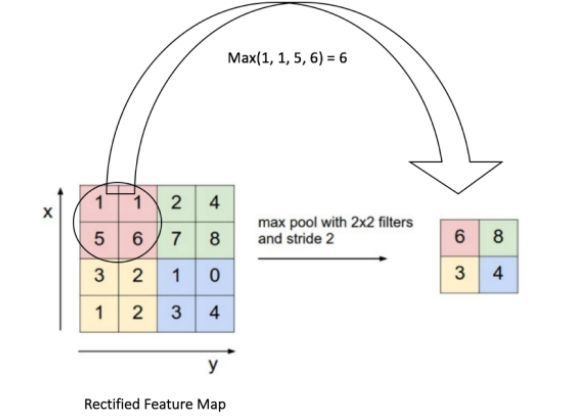 Max(1, 1, 5, 6) = 6
x
1 1 2 4
5 6 7 8
3 2 1 0
1 2 3 4
y
max pool with 2x2 filters
and stride 2
6 8
3 4
Rectified Feature Map